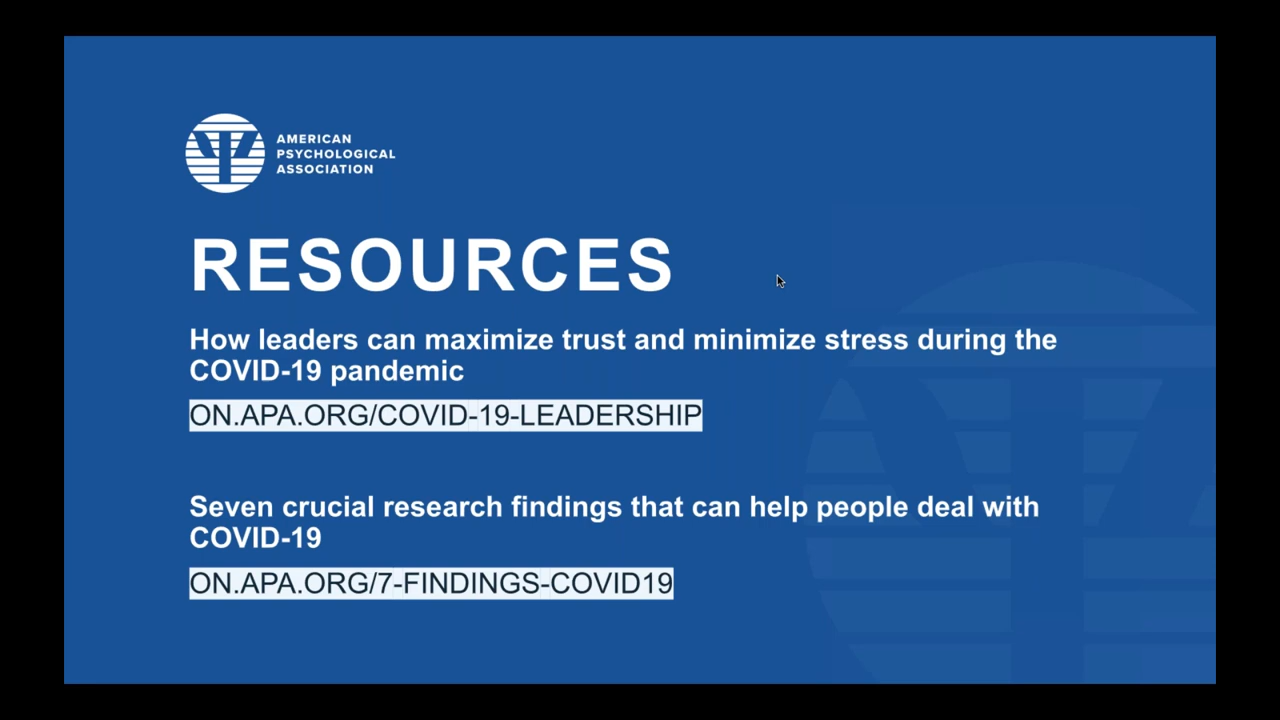 AMERICAN
PSYCHOLOGICAL
ASSOCIATION
RESOURCES
How leaders can maximize trust and minimize stress during the
COVID-19 pandemic
ON.APA.ORG/COVID-19-LEADERSHIP
Seven crucial research findings that can help people deal with
COVID-19
ON.APA.ORG/7-FINDINGS-COVID19